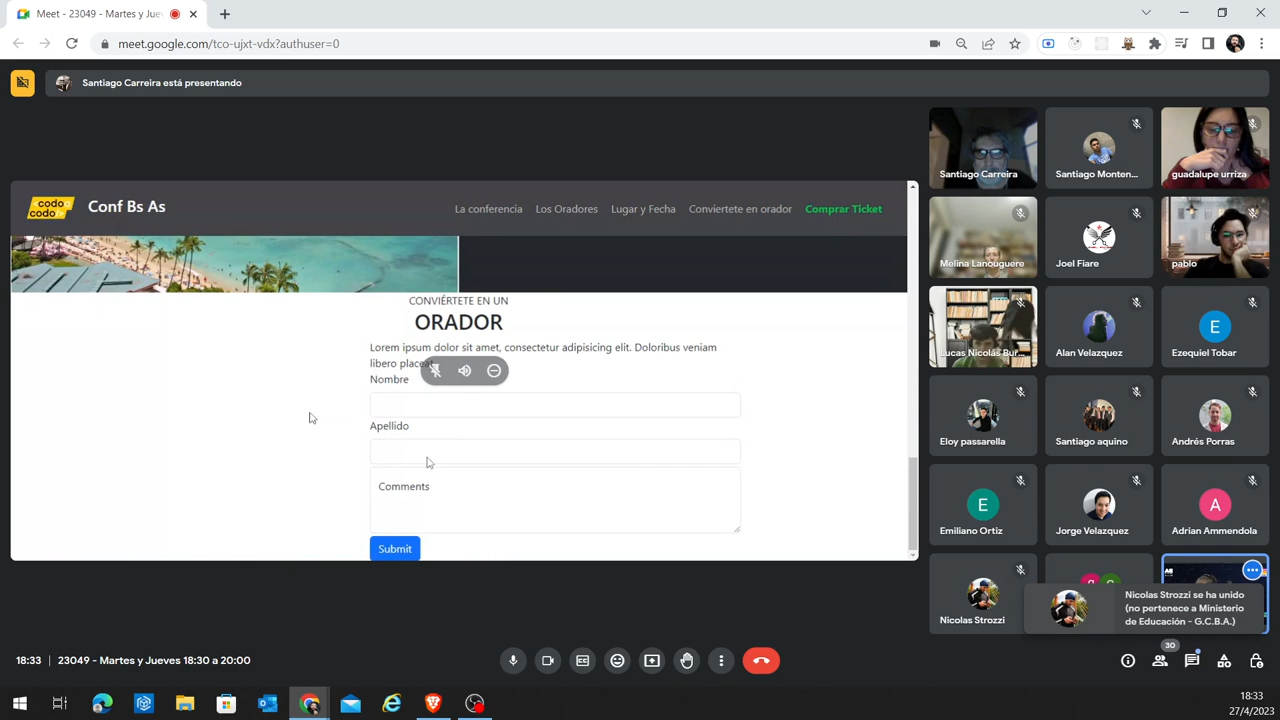 Meet - 23049 - Martes y Juev
meet.google.com/tco-ujxt-vdx?authuser=0
Santiago Carreira está presentando
codo a
codo
Conf Bs As
La conferencia
Los Oradores
Lugar y Fecha
Conviertete en orador
Comprar Ticket
CONVIÉRTETE EN UN
ORADOR
Lorem ipsum dolor sit amet, consectetur adipisicing elit. Doloribus veniam
libero placeat
Nombre
Apellido
Comments
Submit
Santiago Carreira
Santiago Monten...
guadalupe urriza
Melina Lanouguere
Joel Fiare
pablo
Lucas Nicolás Bur...
Alan Velazquez
E
Ezequiel Tobar
Eloy passarella
Santiago aquino
Andrés Porras
E
Emiliano Ortiz
Jorge Velazquez
A
Adrian Ammendola
Nicolas Strozzi
Nicolas Strozzi se ha unido
(no pertenece a Ministerio
de Educación - G.C.B.A.)
18:33
23049 - Martes y Jueves 18:30 a 20:00
30
18:33
27/4/2023